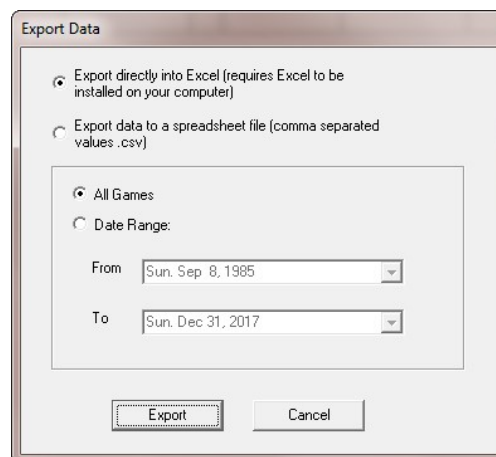 Export Data
Export directly into Excel (requires Excel to be
installed on your computer)
Export data to a spreadsheet file (comma separated
values .csv)
All Games
Date Range:
From
Sun. Sep 8, 1985
To
Sun. Dec 31, 2017
Export
Cancel